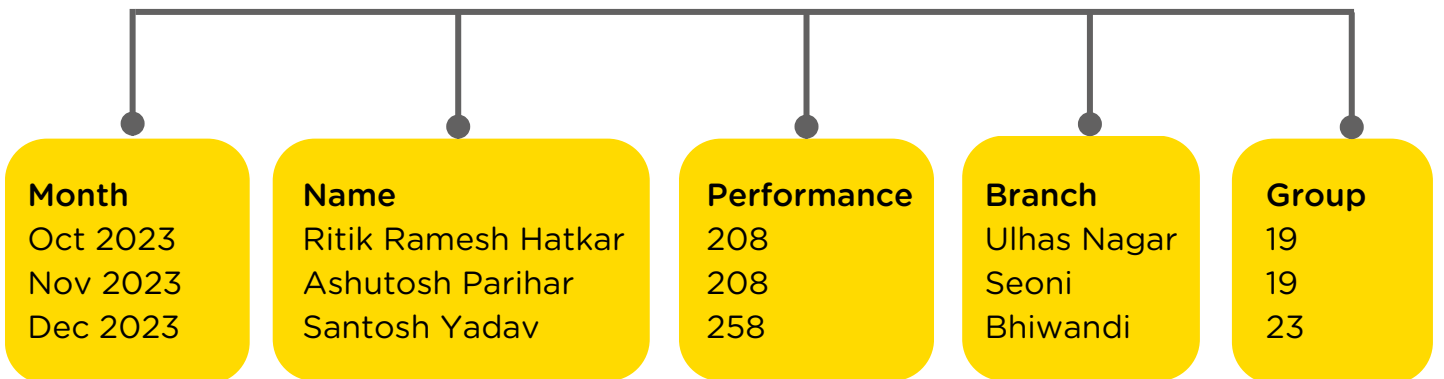 Month
Oct 2023
Nov 2023
Dec 2023
Name
Ritik Ramesh Hatkar
Ashutosh Parihar
Santosh Yadav
Performance
208
208
258
Branch
Ulhas Nagar
Seoni
Bhiwandi
Group
19
19
23